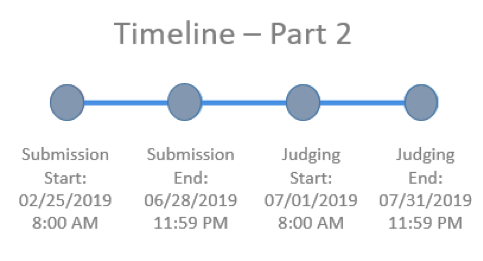 Timeline – Part 2
Submission
Start:
02/25/2019
8:00 AM
Submission
End:
06/28/2019
11:59 PM
Judging
Start:
07/01/2019
8:00 AM
Judging
End:
07/31/2019
11:59 PM